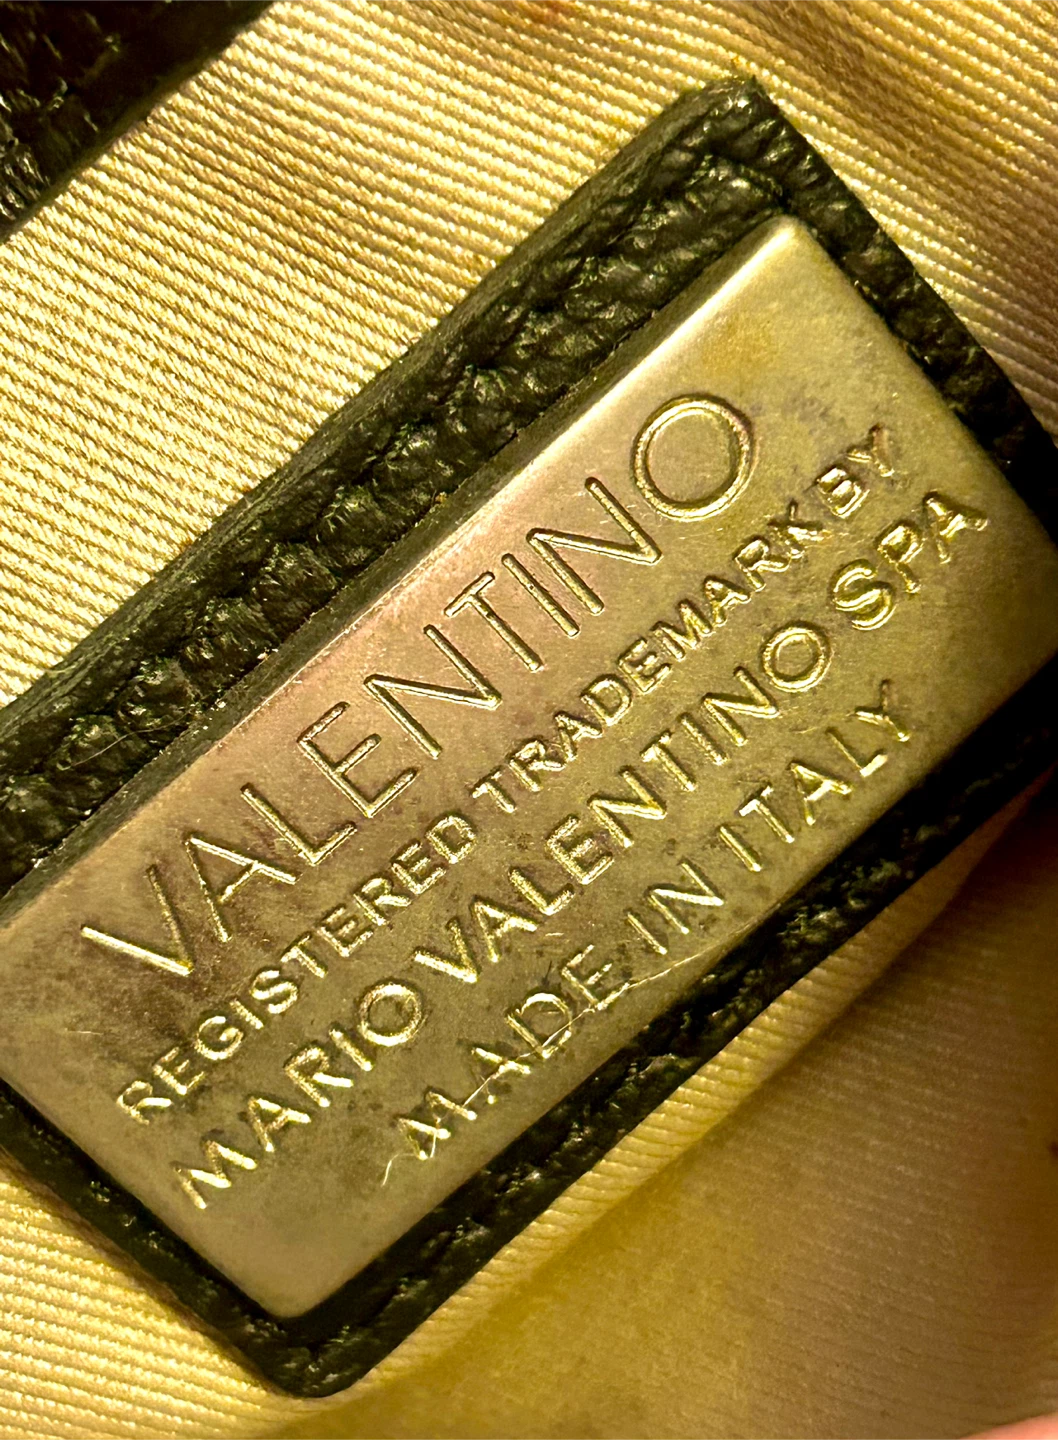 VALENTINO
REGISTERED TRADEMARK BY
MARIO VALENTINO SPA
MADE IN ITALY